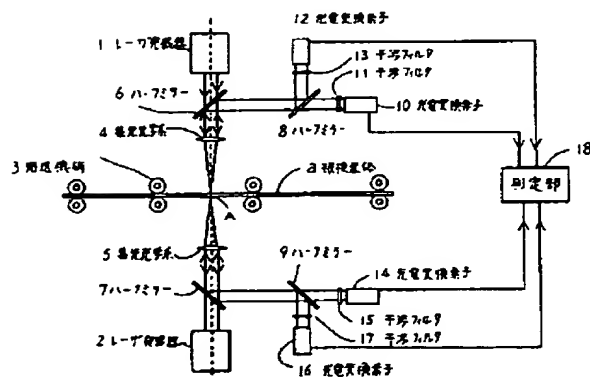 12 光電変換素子
1 レーザ発振器
13 干渉フィルタ
11 干渉フィルタ
6 ハーフミラー
10 光電変換素子
4 集光光学系
8 ハーフミラー
18
3 搬送機構
a 被検査体
判定部
A
9 ハーフミラー
5 集光光学系
14 光電変換素子
7 ハーフミラー
15 干渉フィルタ
17 干渉フィルタ
2 レーザ発振器
16 光電変換素子